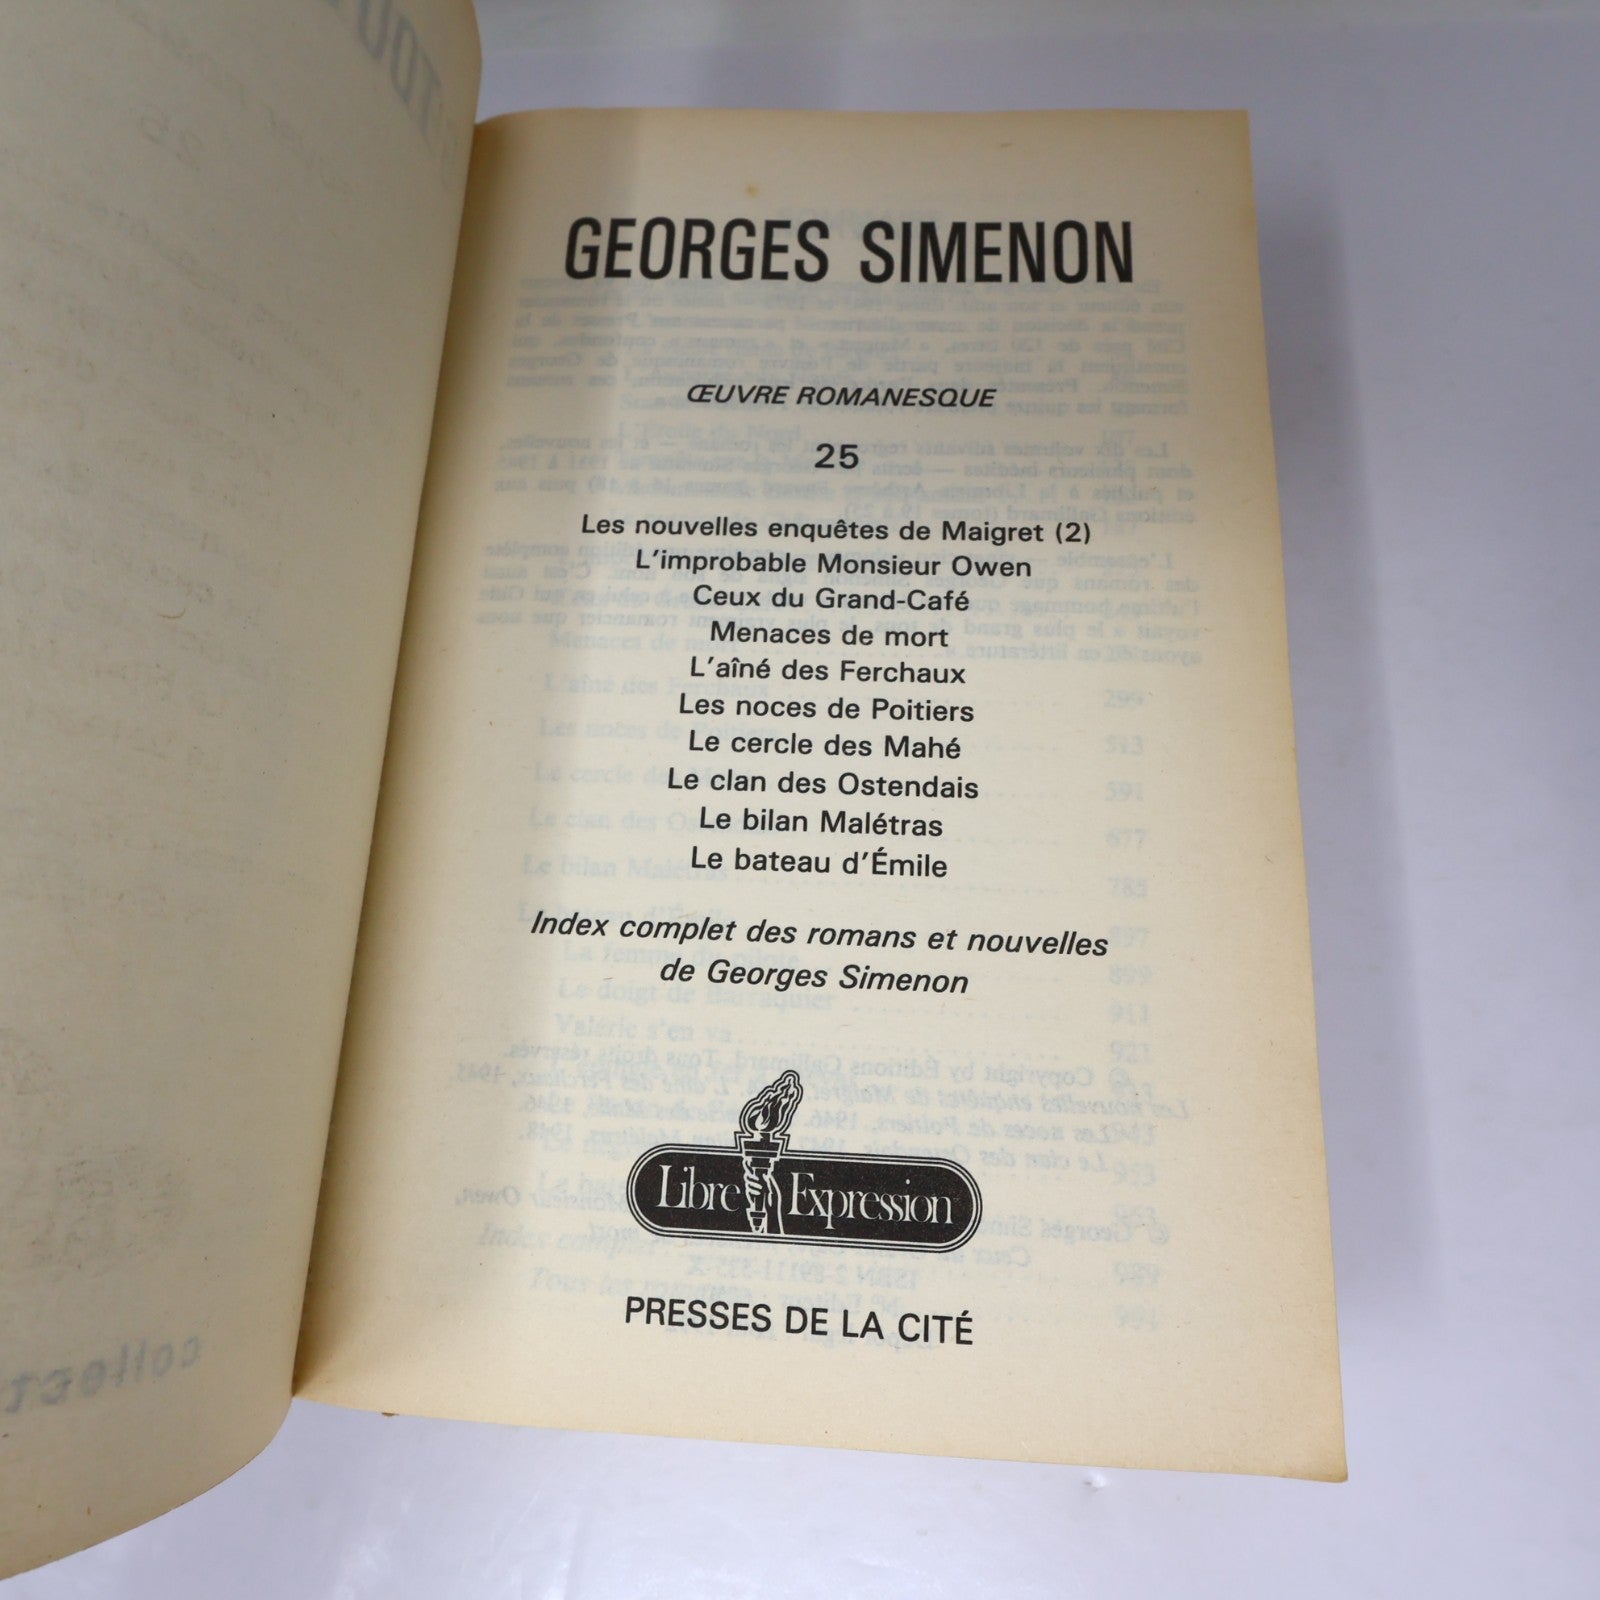 GEORGES SIMENON
ŒUVRE ROMANESQUE
25
Les nouvelles enquêtes de Maigret (2)
L'improbable Monsieur Owen
Ceux du Grand-Café
Menaces de mort
L'aîné des Ferchaux
Les noces de Poitiers
Le cercle des Mahé
Le clan des Ostendais
Le bilan Malétras
Le bateau d'Émile
Index complet des romans et nouvelles
de Georges Simenon
Libre Expression
PRESSES DE LA CITÉ